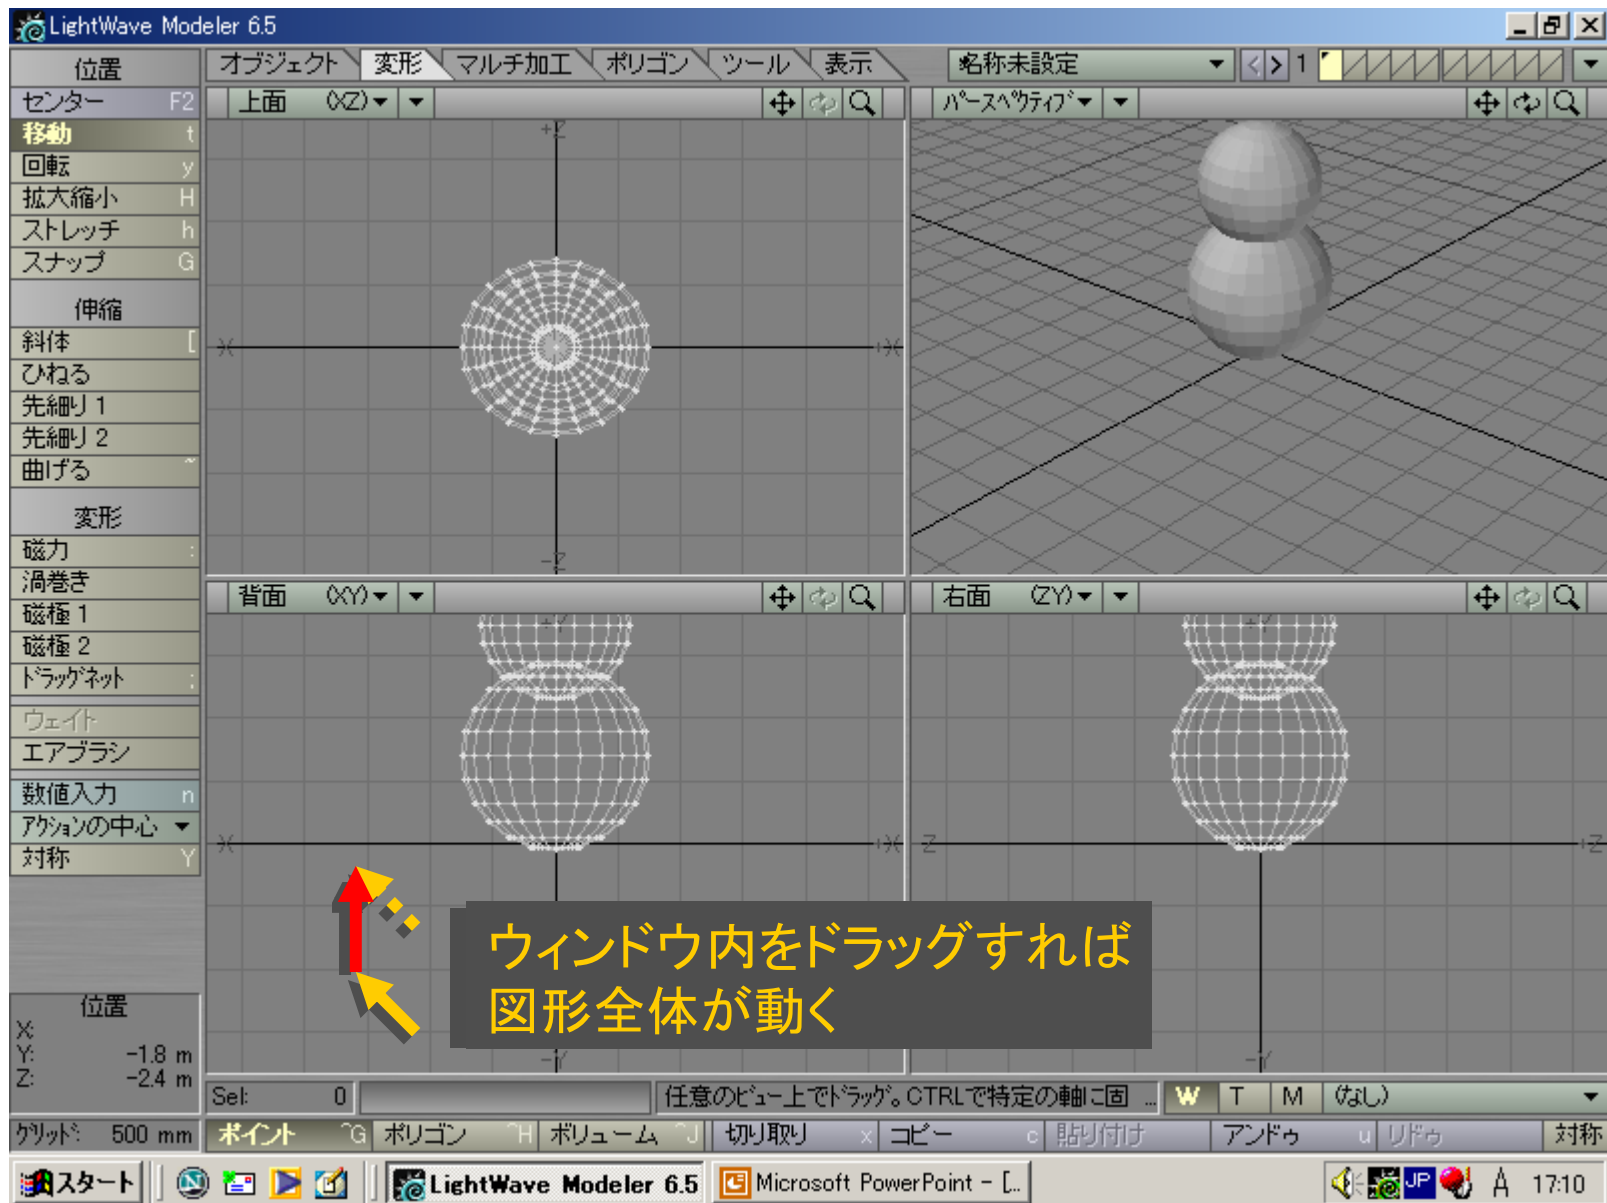 LightWave Modeler 6.5
位置
オブジェクト 変形 マルチ加工 ポリゴン ツール 表示
名称未設定
1
センター F2
移動 t
回転 y
拡大縮小 H
ストレッチ h
スナップ G
伸縮
斜体 [
ひねる
先細り 1
先細り 2
曲げる ~
変形
磁力 :
渦巻き
磁極 1
磁極 2
ドラッグネット ;
ウェイト
エアブラシ
数値入力 n
アクションの中心
対称 Y
上面 (XZ)
+Z
-X
+X
-Z
パースペクティブ
背面 (XY)
+Y
-X
+X
-Y
右面 (ZY)
+Y
-Z
+Z
-Y
ウィンドウ内をドラッグすれば
図形全体が動く
位置
X:
Y: -1.8 m
Z: -2.4 m
Sel: 0
任意のビュー上でドラッグ。CTRLで特定の軸に固 ...
W T M (なし)
グリッド: 500 mm
ポイント ^G ポリゴン ^H ボリューム ^J 切り取り x コピー c 貼り付け v アンドゥ u リドゥ 対称
スタート
LightWave Modeler 6.5
Microsoft PowerPoint - [...
JP
A 17:10